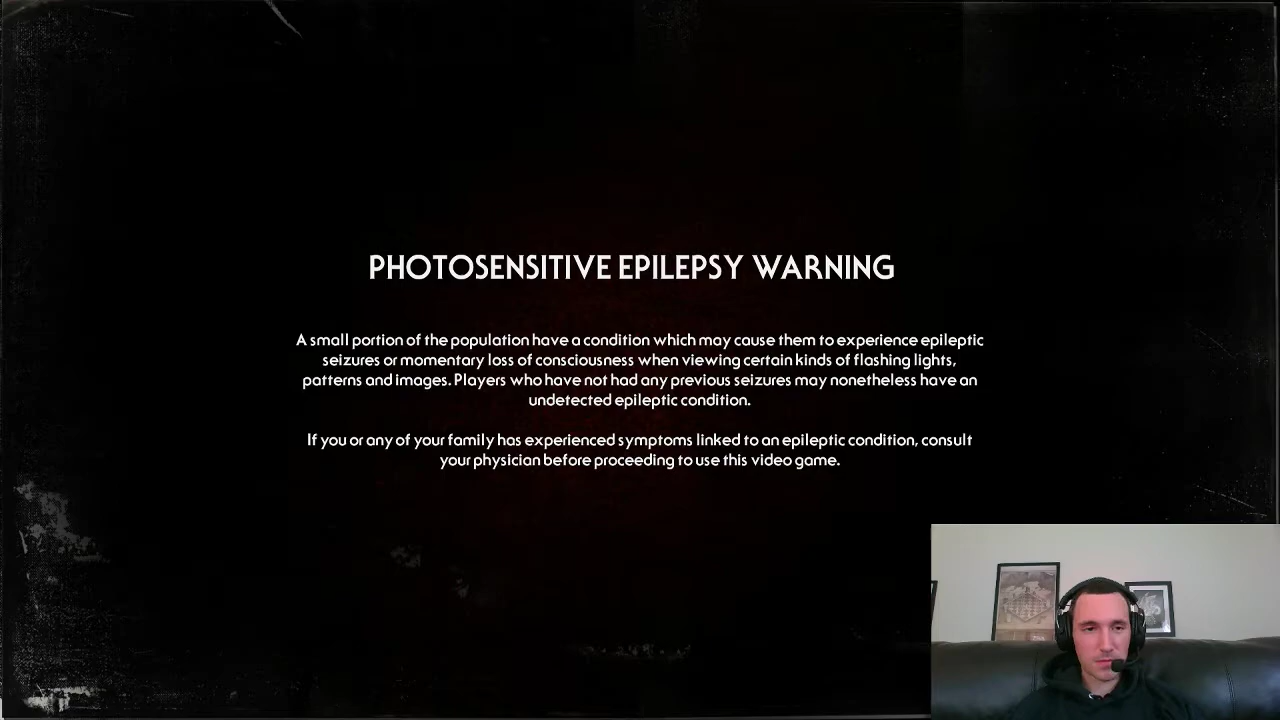 PHOTOSENSITIVE EPILEPSY WARNING
A small portion of the population have a condition which may cause them to experience epileptic
seizures or momentary loss of consciousness when viewing certain kinds of flashing lights,
patterns and images. Players who have not had any previous seizures may nonetheless have an
undetected epileptic condition.
If you or any of your family has experienced symptoms linked to an epileptic condition, consult
your physician before proceeding to use this video game.